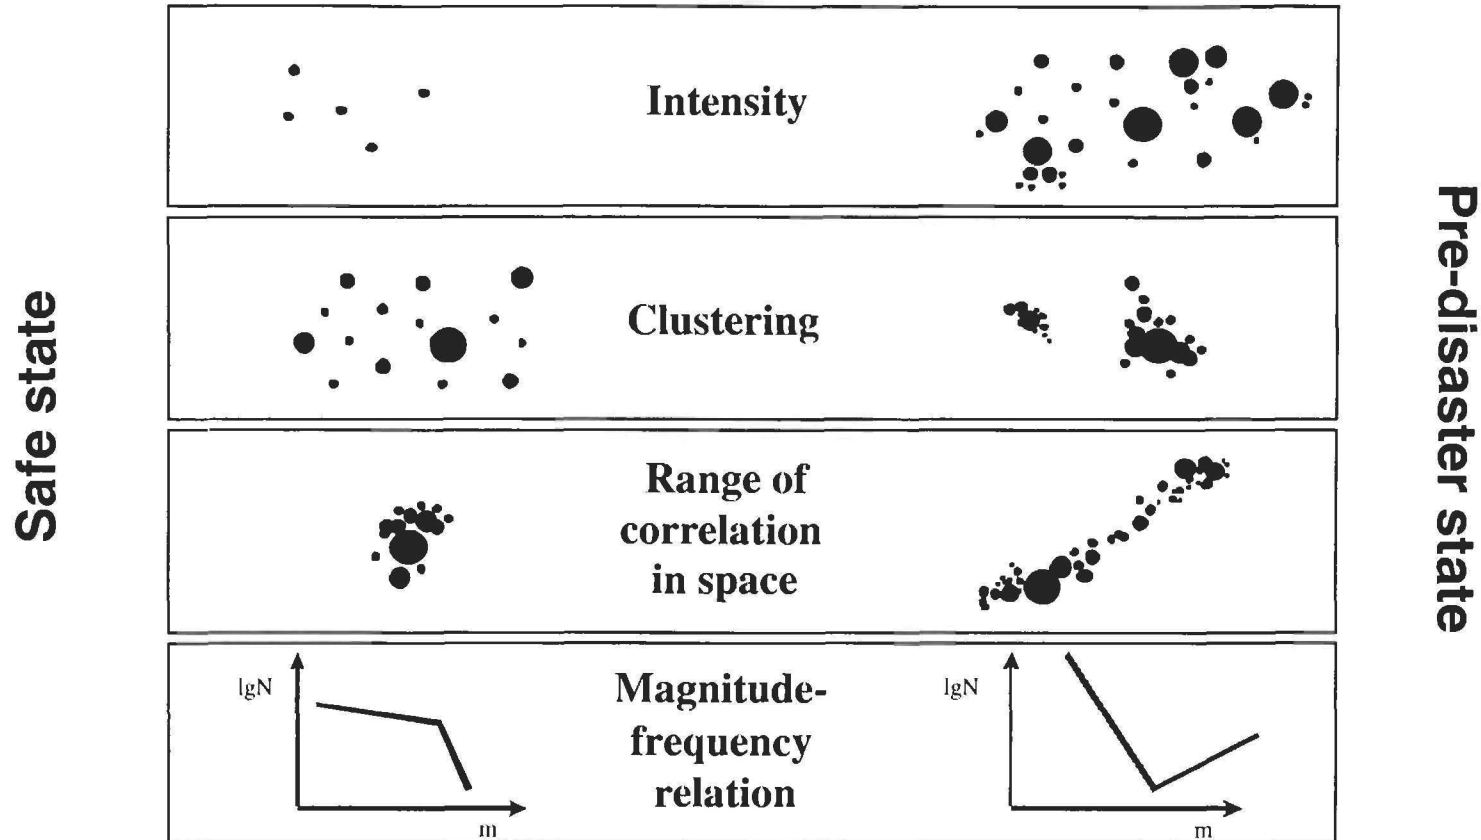 Safe state
Intensity
Clustering
Range of
correlation
in space
lgN
m
Magnitude-
frequency
relation
lgN
m
Pre-disaster state